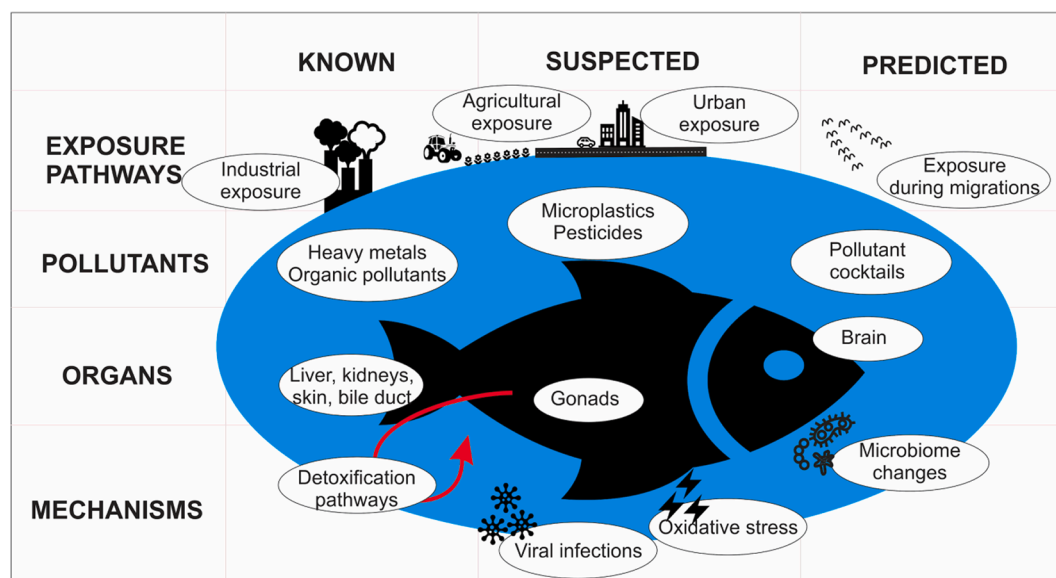 KNOWN
SUSPECTED
PREDICTED
EXPOSURE
PATHWAYS
Industrial
exposure
Agricultural
exposure
Urban
exposure
Exposure
during migrations
POLLUTANTS
Heavy metals
Organic pollutants
Microplastics
Pesticides
Pollutant
cocktails
ORGANS
Liver, kidneys,
skin, bile duct
Gonads
Brain
MECHANISMS
Detoxification
pathways
Viral infections
Oxidative stress
Microbiome
changes